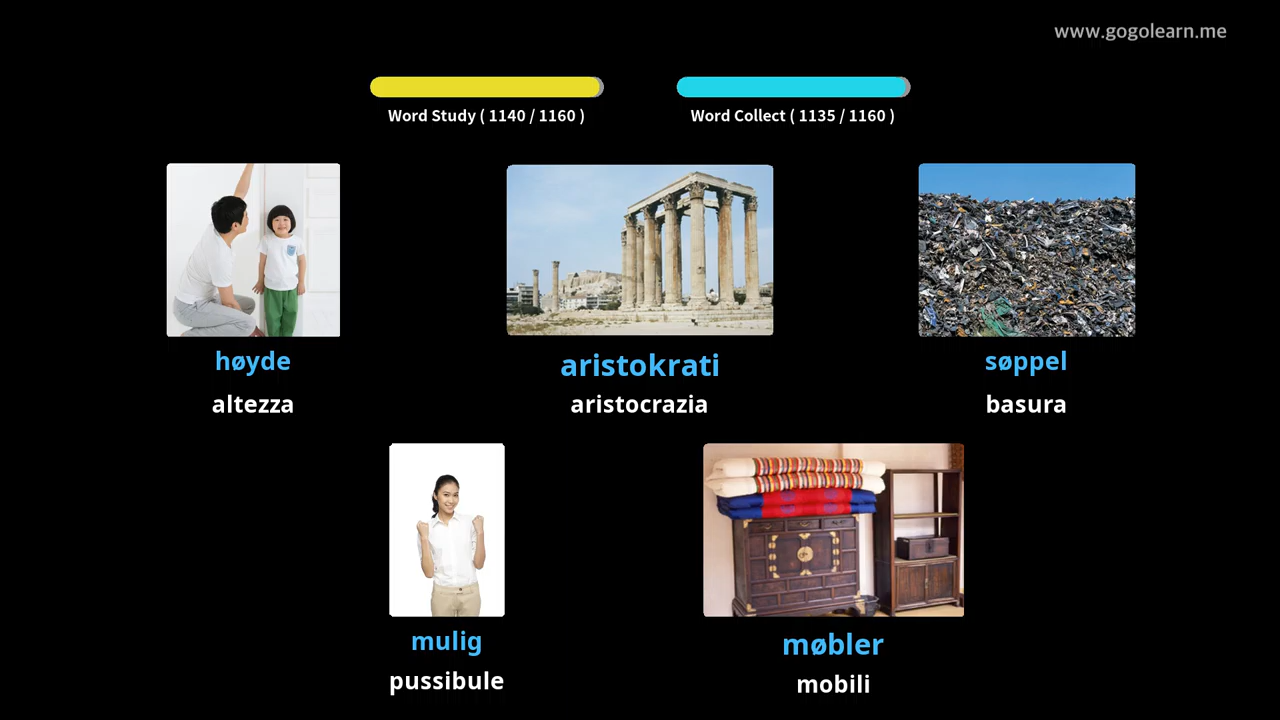 www.gogolearn.me
Word Study ( 1140 / 1160 )
Word Collect ( 1135 / 1160 )
høyde
altezza
aristokrati
aristocrazia
søppel
basura
mulig
pussibule
møbler
mobili